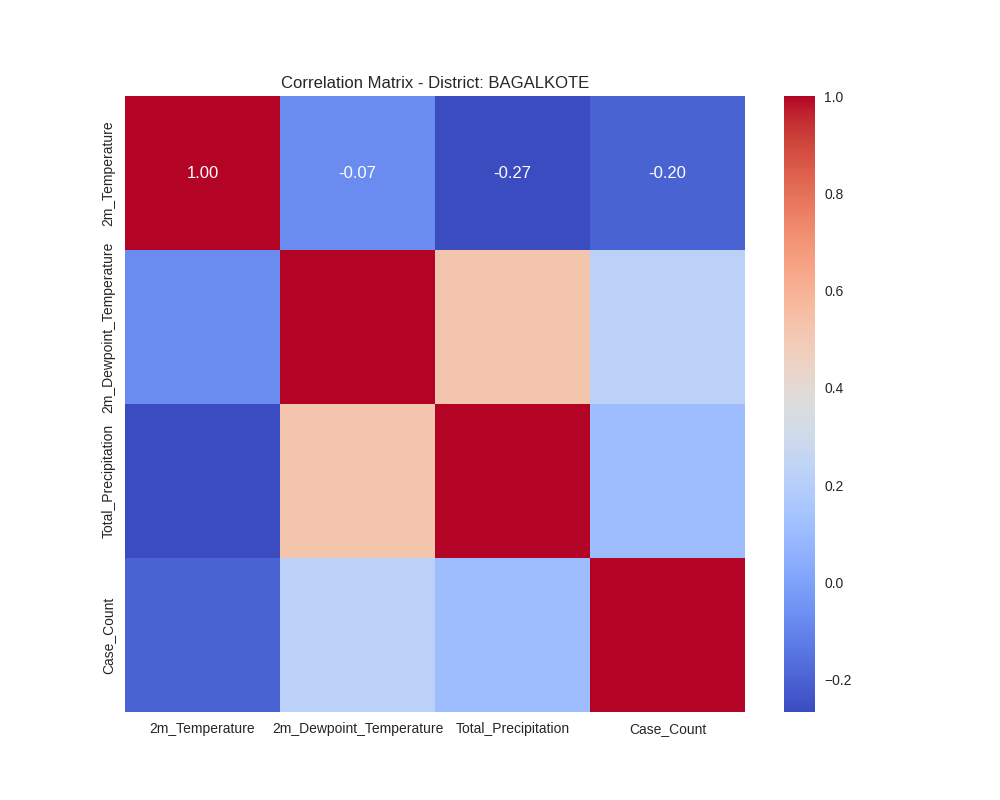 Correlation Matrix - District: BAGALKOTE
2m_Temperature
1.00
-0.07
-0.27
-0.20
2m_Dewpoint_Temperature
Total_Precipitation
Case_Count
2m_Temperature
2m_Dewpoint_Temperature
Total_Precipitation
Case_Count
1.0
0.8
0.6
0.4
0.2
0.0
−0.2